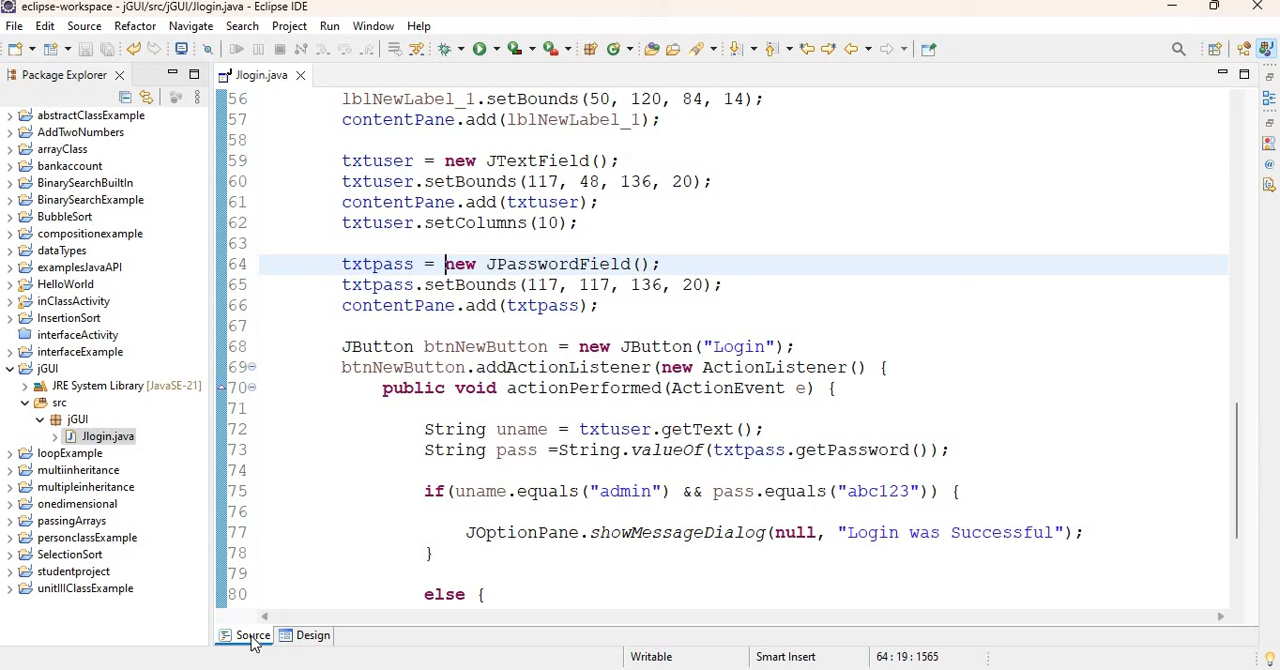 eclipse-workspace - jGUI/src/jGUI/Jlogin.java - Eclipse IDE
File Edit Source Refactor Navigate Search Project Run Window Help
Package Explorer
abstractClassExample
AddTwoNumbers
arrayClass
bankaccount
BinarySearchBuiltIn
BinarySearchExample
BubbleSort
compositionexample
dataTypes
examplesJavaAPI
HelloWorld
inClassActivity
InsertionSort
interfaceActivity
interfaceExample
jGUI
JRE System Library [JavaSE-21]
src
jGUI
Jlogin.java
loopExample
multiinheritance
multipleinheritance
onedimensional
passingArrays
personclassExample
SelectionSort
studentproject
unitIIIClassExample
Jlogin.java
56 lblNewLabel_1.setBounds(50, 120, 84, 14);
57 contentPane.add(lblNewLabel_1);
58
59 txtuser = new JTextField();
60 txtuser.setBounds(117, 48, 136, 20);
61 contentPane.add(txtuser);
62 txtuser.setColumns(10);
63
64 txtpass = new JPasswordField();
65 txtpass.setBounds(117, 117, 136, 20);
66 contentPane.add(txtpass);
67
68 JButton btnNewButton = new JButton("Login");
69 btnNewButton.addActionListener(new ActionListener() {
70 public void actionPerformed(ActionEvent e) {
71
72 String uname = txtuser.getText();
73 String pass =String.valueOf(txtpass.getPassword());
74
75 if(uname.equals("admin") && pass.equals("abc123")) {
76
77 JOptionPane.showMessageDialog(null, "Login was Successful");
78 }
79
80 else {
Source Design
Writable Smart Insert 64 : 19 : 1565